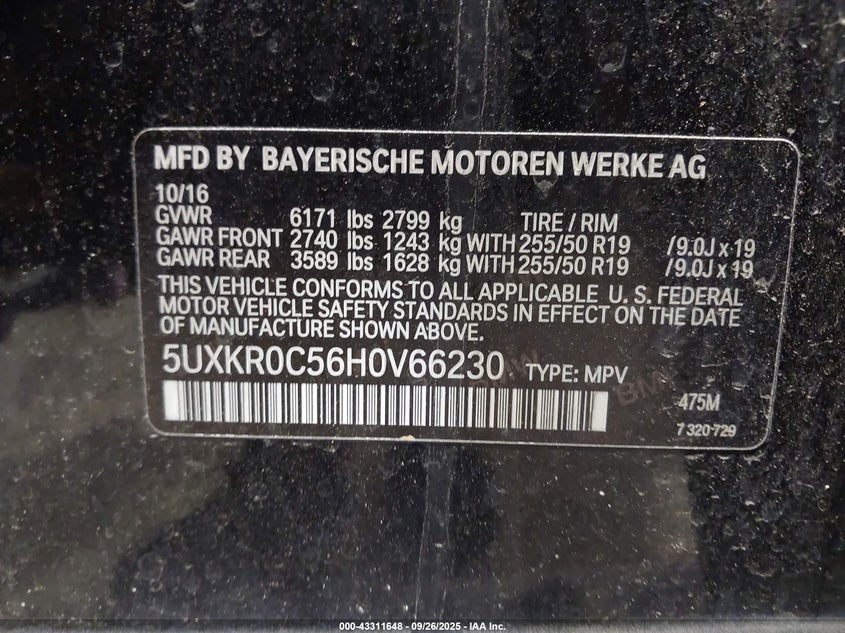 MFD BY BAYERISCHE MOTOREN WERKE AG
10/16
GVWR 6171 lbs 2799 kg TIRE / RIM
GAWR FRONT 2740 lbs 1243 kg WITH 255/50 R19 /9.0J x 19
GAWR REAR 3589 lbs 1628 kg WITH 255/50 R19 /9.0J x 19
THIS VEHICLE CONFORMS TO ALL APPLICABLE U. S. FEDERAL
MOTOR VEHICLE SAFETY STANDARDS IN EFFECT ON THE DATE
OF MANUFACTURE SHOWN ABOVE.
5UXKR0C56H0V66230 TYPE: MPV
475M
7 320 729
BMW
000-43311648 - 09/26/2025 - IAA Inc.